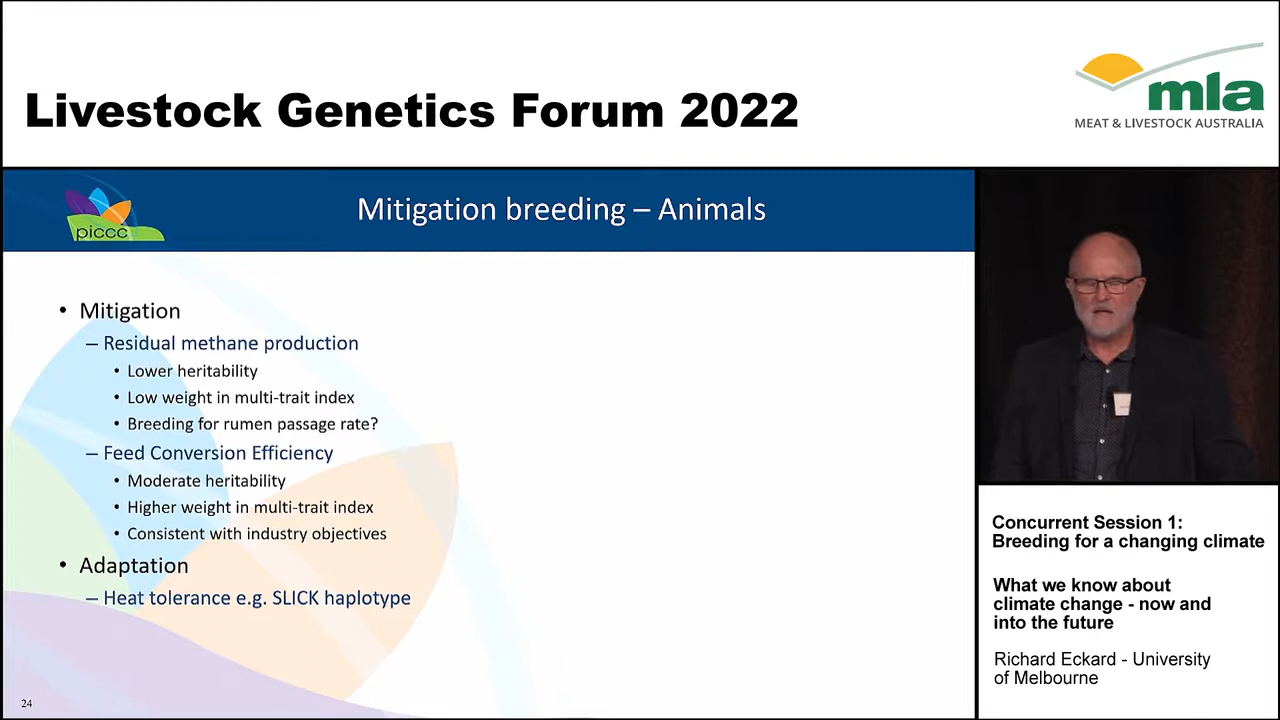 Livestock Genetics Forum 2022
mla
MEAT & LIVESTOCK AUSTRALIA
piccc
Mitigation breeding – Animals
• Mitigation
– Residual methane production
• Lower heritability
• Low weight in multi-trait index
• Breeding for rumen passage rate?
– Feed Conversion Efficiency
• Moderate heritability
• Higher weight in multi-trait index
• Consistent with industry objectives
• Adaptation
– Heat tolerance e.g. SLICK haplotype
24
Concurrent Session 1:
Breeding for a changing climate
What we know about
climate change - now and
into the future
Richard Eckard - University
of Melbourne